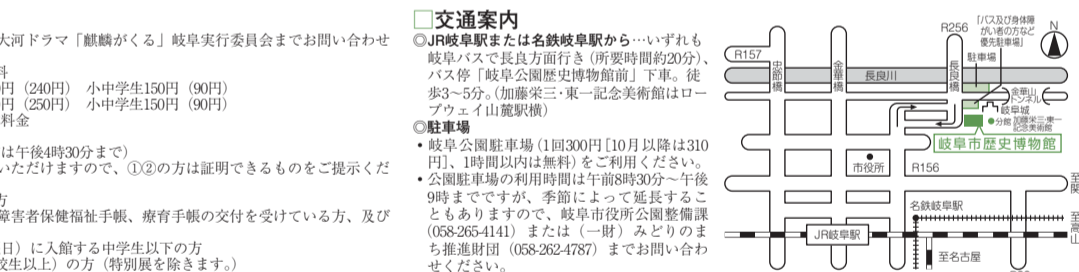 大河ドラマ「麒麟がくる」岐阜実行委員会までお問い合わせ
料
円（240円） 小中学生150円（90円）
円（250円） 小中学生150円（90円）
料金
は午後4時30分まで）
いただけますので、①②の方は証明できるものをご提示くだ
方
障害者保健福祉手帳、療育手帳の交付を受けている方、及び
日）に入館する中学生以下の方
校生以上）の方（特別展を除きます。）
□交通案内
◎JR岐阜駅または名鉄岐阜駅から…いずれも
岐阜バスで長良方面行き（所要時間約20分）、
バス停「岐阜公園歴史博物館前」下車。徒
歩3〜5分。（加藤栄三・東一記念美術館はロー
プウェイ山麓駅横）
◎駐車場
• 岐阜公園駐車場（1回300円［10月以降は310
円］、1時間以内は無料）をご利用ください。
• 公園駐車場の利用時間は午前8時30分〜午後
9時までですが、季節によって延長するこ
ともありますので、岐阜市役所公園整備課
（058-265-4141）または（一財）みどりのま
ち推進財団（058-262-4787）までお問い合わ
せください。
R256
「バス及び身体障
がい者の方など
優先駐車場」
N
R157
駐車場
忠節橋
金華橋
長良川
長良橋
金華山
トンネル
岐阜城
分館
加藤栄三・東一
記念美術館
岐阜市歴史博物館
市役所
R156
至関
名鉄岐阜駅
至高山
JR岐阜駅
至名古屋